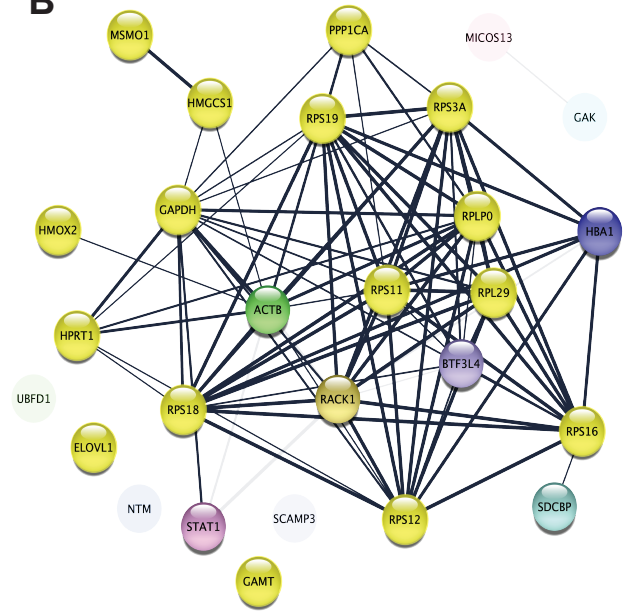 B
MSMO1
PPP1CA
MICOS13
HMGCS1
RPS19
RPS3A
GAK
GAPDH
RPLP0
HMOX2
HBA1
RPS11
RPL29
ACTB
HPRT1
BTF3L4
UBFD1
RACK1
RPS18
RPS16
ELOVL1
NTM
SDCBP
STAT1
SCAMP3
RPS12
GAMT